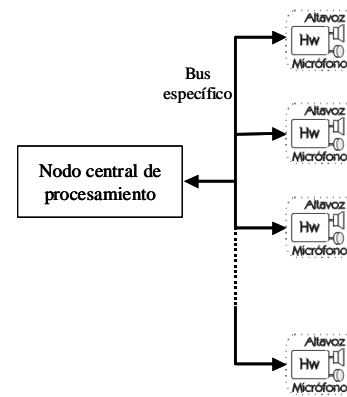 Altavoz
Hw
Micrófono
Bus
específico
Altavoz
Hw
Micrófono
Nodo central de
procesamiento
Altavoz
Hw
Micrófono
Altavoz
Hw
Micrófono